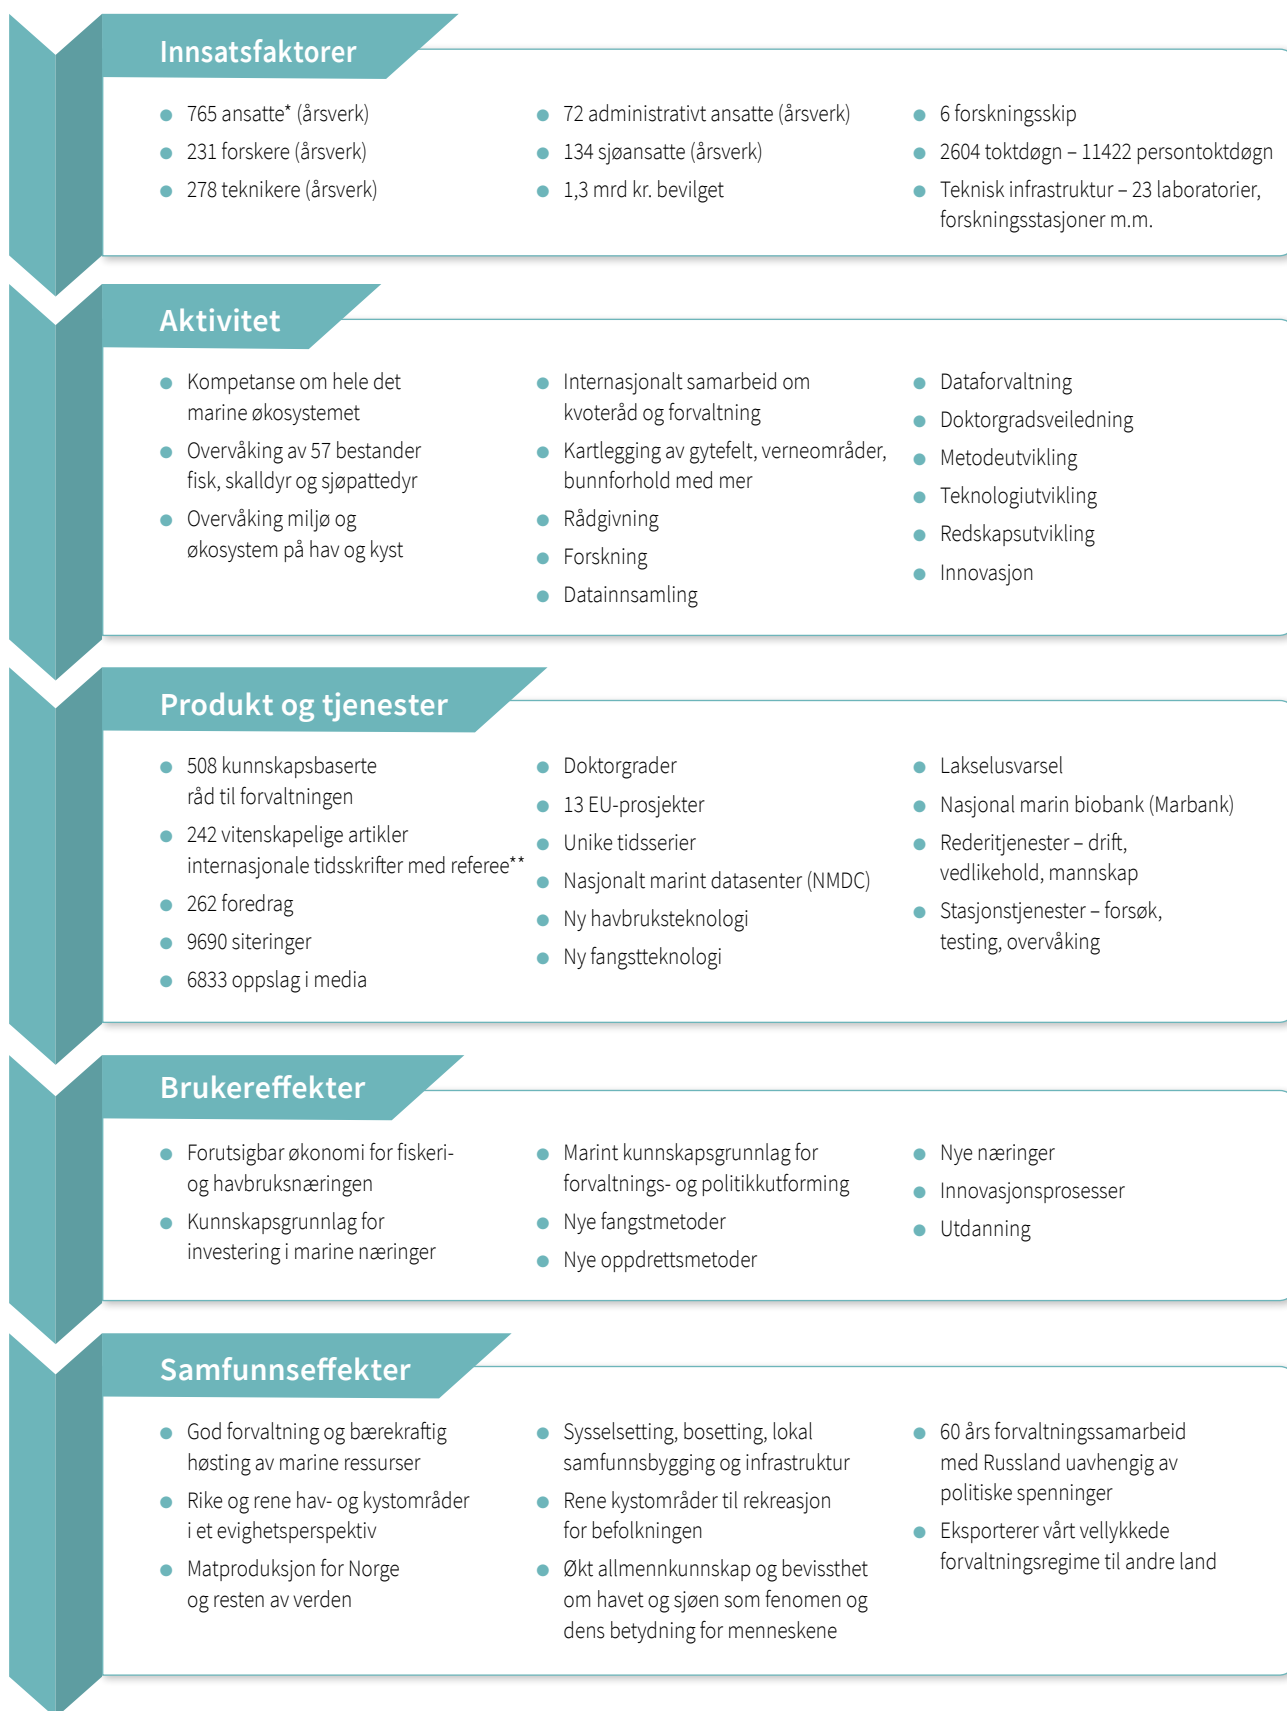 Innsatsfaktorer
765 ansatte* (årsverk)
231 forskere (årsverk)
278 teknikere (årsverk)
72 administrativt ansatte (årsverk)
134 sjøansatte (årsverk)
1,3 mrd kr. bevilget
6 forskningsskip
2604 toktdøgn – 11422 persontoktdøgn
Teknisk infrastruktur – 23 laboratorier,
forskningsstasjoner m.m.
Aktivitet
Kompetanse om hele det
marine økosystemet
Overvåking av 57 bestander
fisk, skalldyr og sjøpattedyr
Overvåking miljø og
økosystem på hav og kyst
Internasjonalt samarbeid om
kvoteråd og forvaltning
Kartlegging av gytefelt, verneområder,
bunnforhold med mer
Rådgivning
Forskning
Datainnsamling
Dataforvaltning
Doktorgradsveiledning
Metodeutvikling
Teknologiutvikling
Redskapsutvikling
Innovasjon
Produkt og tjenester
508 kunnskapsbaserte
råd til forvaltningen
242 vitenskapelige artikler
internasjonale tidsskrifter med referee**
262 foredrag
9690 siteringer
6833 oppslag i media
Doktorgrader
13 EU-prosjekter
Unike tidsserier
Nasjonalt marint datasenter (NMDC)
Ny havbruksteknologi
Ny fangstteknologi
Lakselusvarsel
Nasjonal marin biobank (Marbank)
Rederitjenester – drift,
vedlikehold, mannskap
Stasjonstjenester – forsøk,
testing, overvåking
Brukereffekter
Forutsigbar økonomi for fiskeri-
og havbruksnæringen
Kunnskapsgrunnlag for
investering i marine næringer
Marint kunnskapsgrunnlag for
forvaltnings- og politikkutforming
Nye fangstmetoder
Nye oppdrettsmetoder
Nye næringer
Innovasjonsprosesser
Utdanning
Samfunnseffekter
God forvaltning og bærekraftig
høsting av marine ressurser
Rike og rene hav- og kystområder
i et evighetsperspektiv
Matproduksjon for Norge
og resten av verden
Sysselsetting, bosetting, lokal
samfunnsbygging og infrastruktur
Rene kystområder til rekreasjon
for befolkningen
Økt allmennkunnskap og bevissthet
om havet og sjøen som fenomen og
dens betydning for menneskene
60 års forvaltningssamarbeid
med Russland uavhengig av
politiske spenninger
Eksporterer vårt vellykkede
forvaltningsregime til andre land